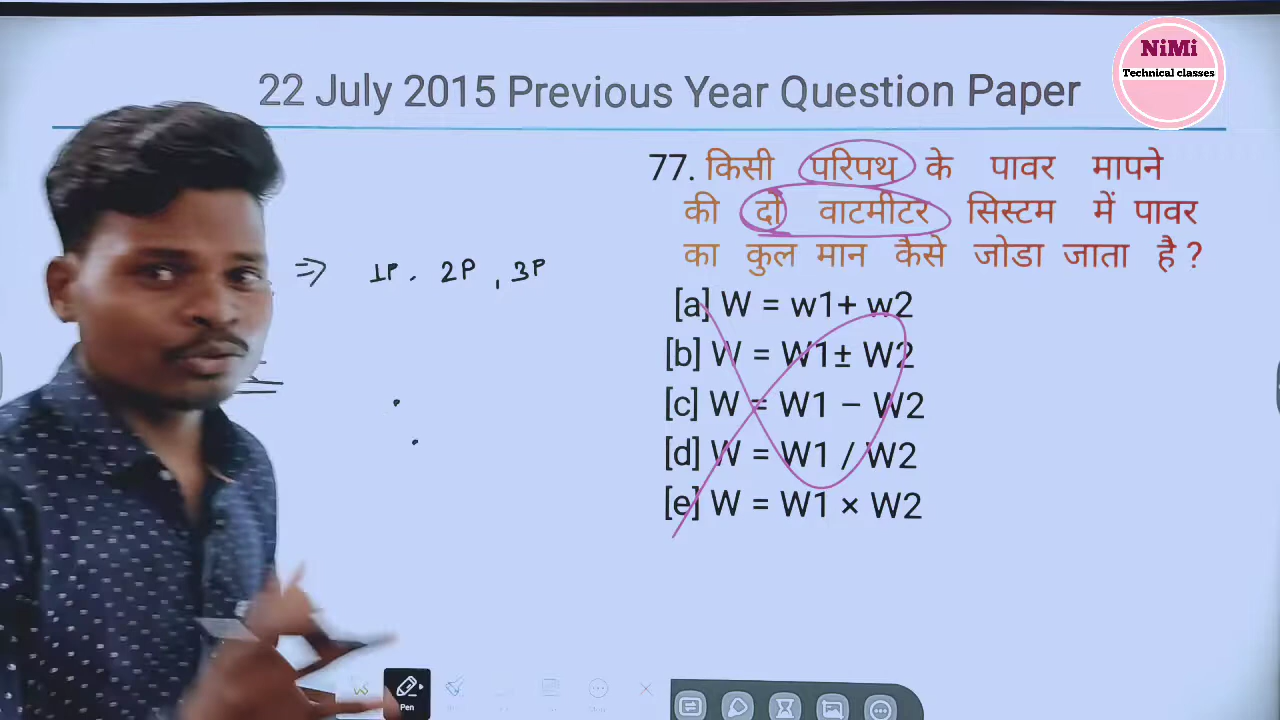 NiMi
Technical classes
22 July 2015 Previous Year Question Paper
77. किसी परिपथ के पावर मापने
की दो वाटमीटर सिस्टम में पावर
का कुल मान कैसे जोडा जाता है ?
⇒ 1P. 2P , 3P
[a] W = w1+ w2
[b] W = W1± W2
[c] W = W1 – W2
[d] W = W1 / W2
[e] W = W1 × W2
Pen